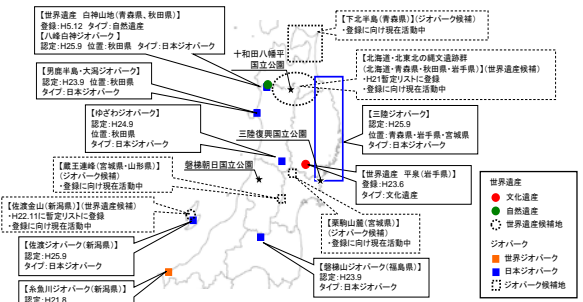 【世界遺産 白神山地(青森県、秋田県)】
登録:H5.12 タイプ:自然遺産
【八峰白神ジオパーク】
認定:H25.9 位置:秋田県 タイプ:日本ジオパーク
【下北半島(青森県)】(ジオパーク候補)
・登録に向け現在活動中
十和田八幡平
国立公園
【北海道・北東北の縄文遺跡群
(北海道・青森県・秋田県・岩手県)】(世界遺産候補)
・H21暫定リストに登録
・登録に向け現在活動中
【男鹿半島・大潟ジオパーク】
認定:H23.9 位置:秋田県
タイプ:日本ジオパーク
【ゆざわジオパーク】
認定:H24.9
位置:秋田県
タイプ:日本ジオパーク
【三陸ジオパーク】
認定:H25.9
位置:青森県・岩手県・宮城県
タイプ:日本ジオパーク
三陸復興国立公園
【蔵王連峰(宮城県・山形県)】
(ジオパーク候補)
・登録に向け現在活動中
磐梯朝日国立公園
【世界遺産 平泉(岩手県)】
登録:H23.6
タイプ:文化遺産
【佐渡金山(新潟県)】(世界遺産候補)
・H22.11に暫定リストに登録
・登録に向け現在活動中
【栗駒山麓(宮城県)】
(ジオパーク候補)
・登録に向け現在活動中
【佐渡ジオパーク(新潟県)】
認定:H25.9
タイプ:日本ジオパーク
【磐梯山ジオパーク(福島県)】
認定:H23.9
タイプ:日本ジオパーク
【糸魚川ジオパーク(新潟県)】
認定:H21.8
世界遺産
文化遺産
自然遺産
世界遺産候補地
ジオパーク
世界ジオパーク
日本ジオパーク
ジオパーク候補地